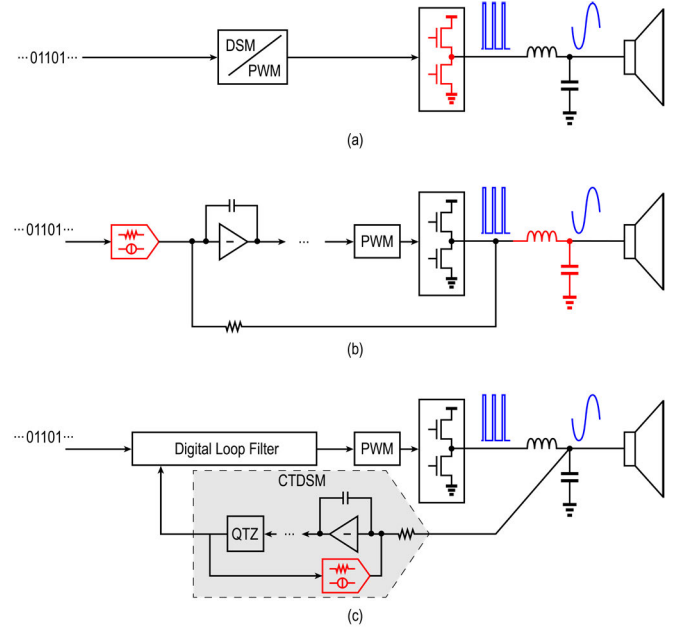 ···01101···
DSM
PWM
(a)
···01101···
···
PWM
(b)
···01101···
Digital Loop Filter
PWM
CTDSM
QTZ
···
(c)